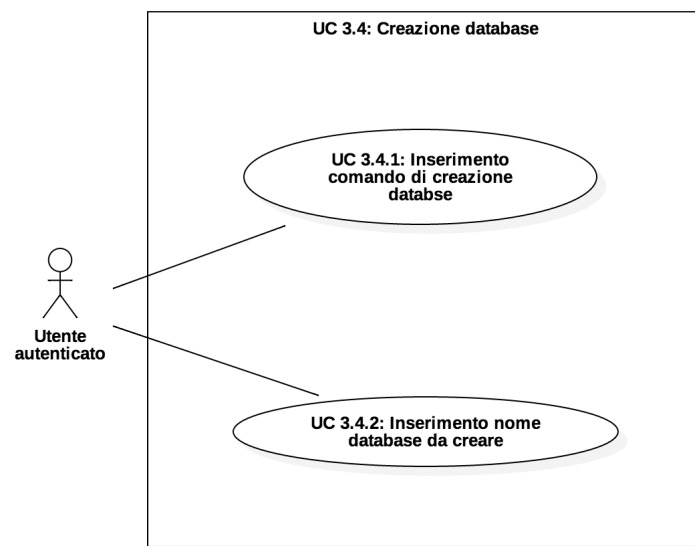 UC 3.4: Creazione database
UC 3.4.1: Inserimento
comando di creazione
databse
Utente
autenticato
UC 3.4.2: Inserimento nome
database da creare